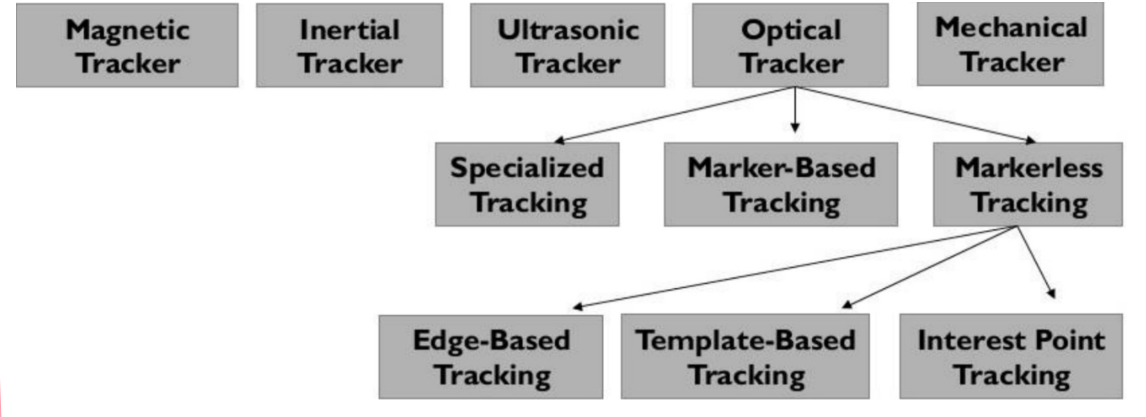 Magnetic
Tracker
Inertial
Tracker
Ultrasonic
Tracker
Optical
Tracker
Mechanical
Tracker
Specialized
Tracking
Marker-Based
Tracking
Markerless
Tracking
Edge-Based
Tracking
Template-Based
Tracking
Interest Point
Tracking